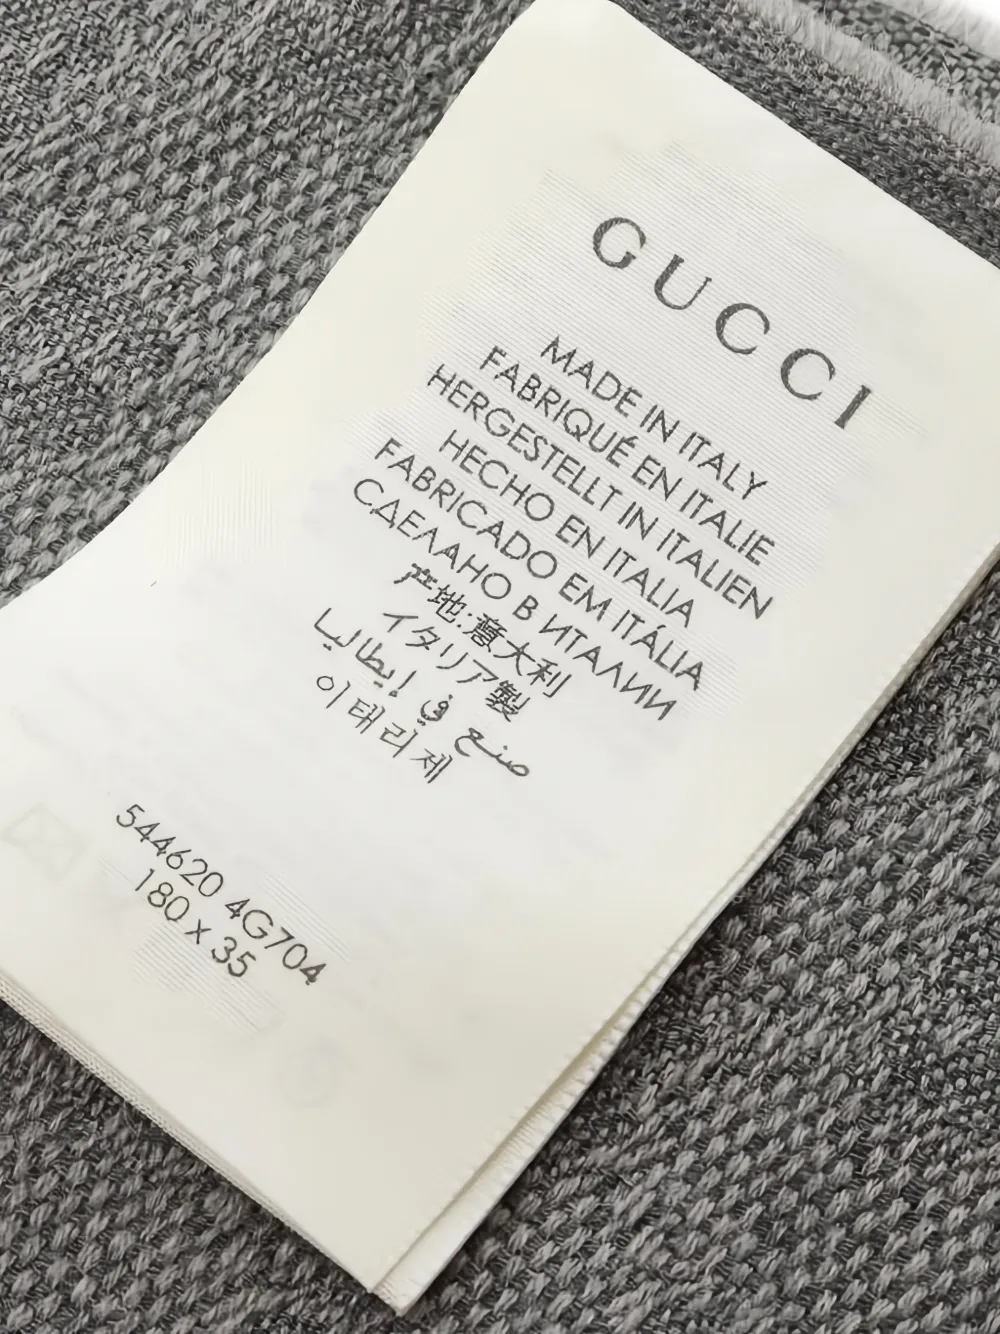 GUCCI
MADE IN ITALY
FABRIQUÉ EN ITALIE
HERGESTELLT IN ITALIEN
HECHO EN ITALIA
FABRICADO EM ITÁLIA
СДЕЛАНО В ИТАЛИИ
产地:意大利
イタリア製
صنع في إيطاليا
이태리제
544620 4G704
180 x 35